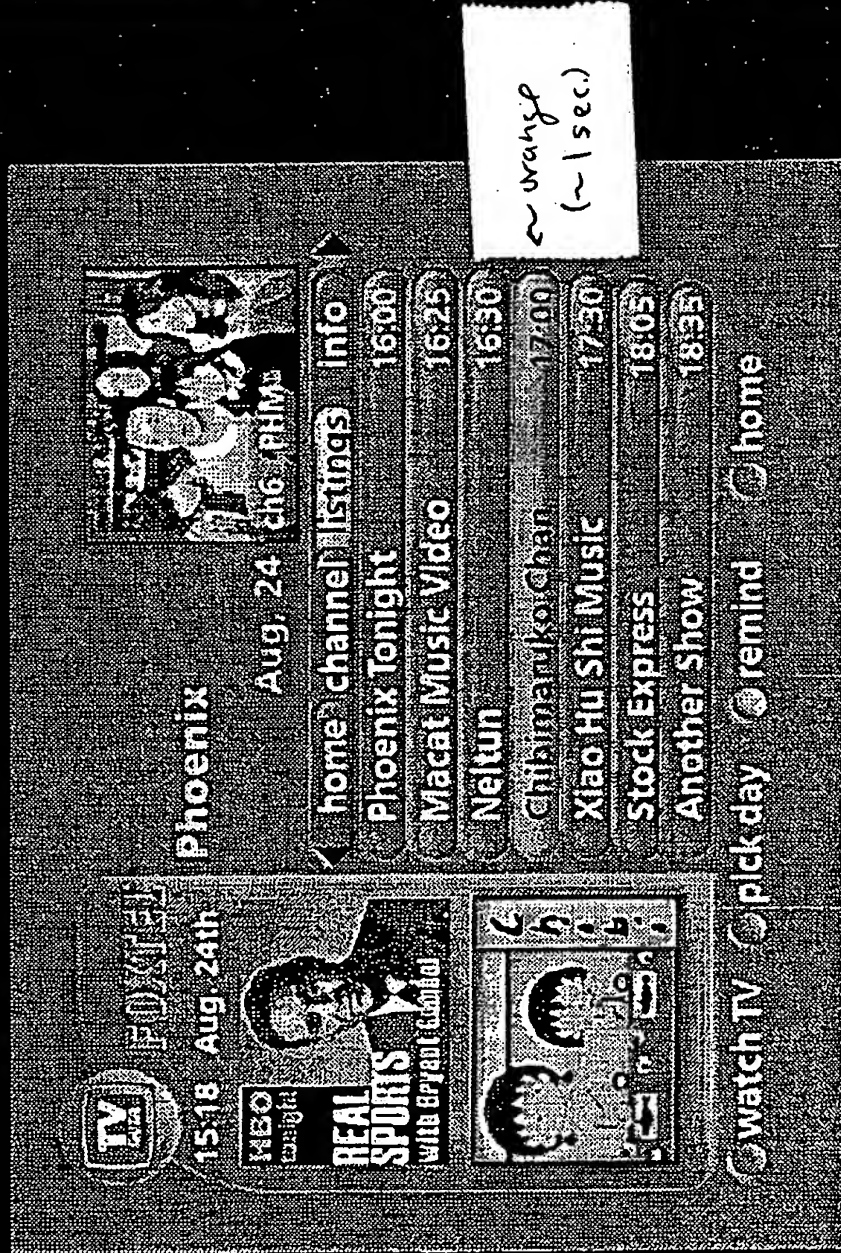 TV
FOXTEL
15:18 Aug. 24th
HBO
tonight
REAL
SPORTS
with Bryant Gumbel
Chibi
Phoenix
Aug. 24
ch6 PHM
home channel listings info
Phoenix Tonight 16:00
Macat Music Video 16:25
Neltun 16:30
Chibimaruko Chan 17:00
Xiao Hu Shi Music 17:30
Stock Express 18:05
Another Show 18:35
watch TV pick day remind home
~ orange
(~ 1 sec.)